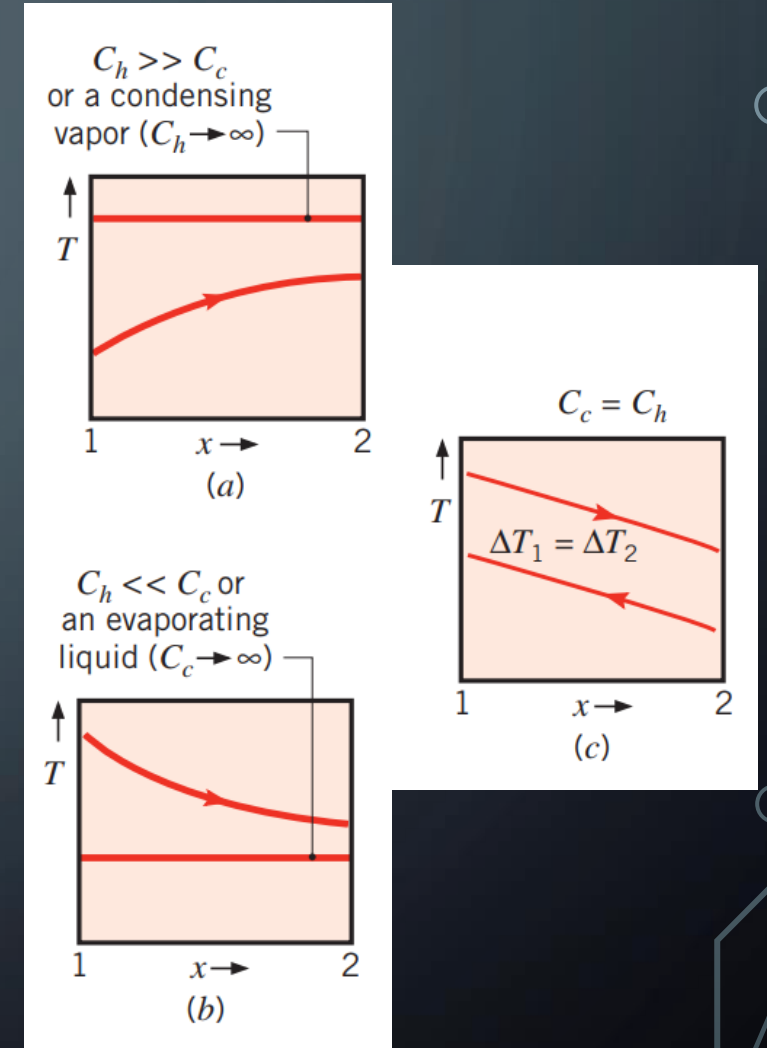 C_h >> C_c
or a condensing
vapor (C_h→∞)
↑
T
1 x→ 2
(a)
C_c = C_h
↑
T
ΔT_1 = ΔT_2
1 x→ 2
(c)
C_h << C_c or
an evaporating
liquid (C_c→∞)
↑
T
1 x→ 2
(b)